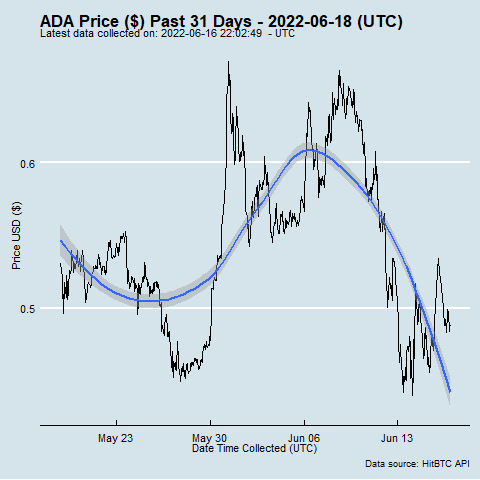 ADA Price ($) Past 31 Days - 2022-06-18 (UTC)
Latest data collected on: 2022-06-16 22:02:49 - UTC
Price USD ($)
0.6
0.5
May 23 May 30 Jun 06 Jun 13
Date Time Collected (UTC)
Data source: HitBTC API